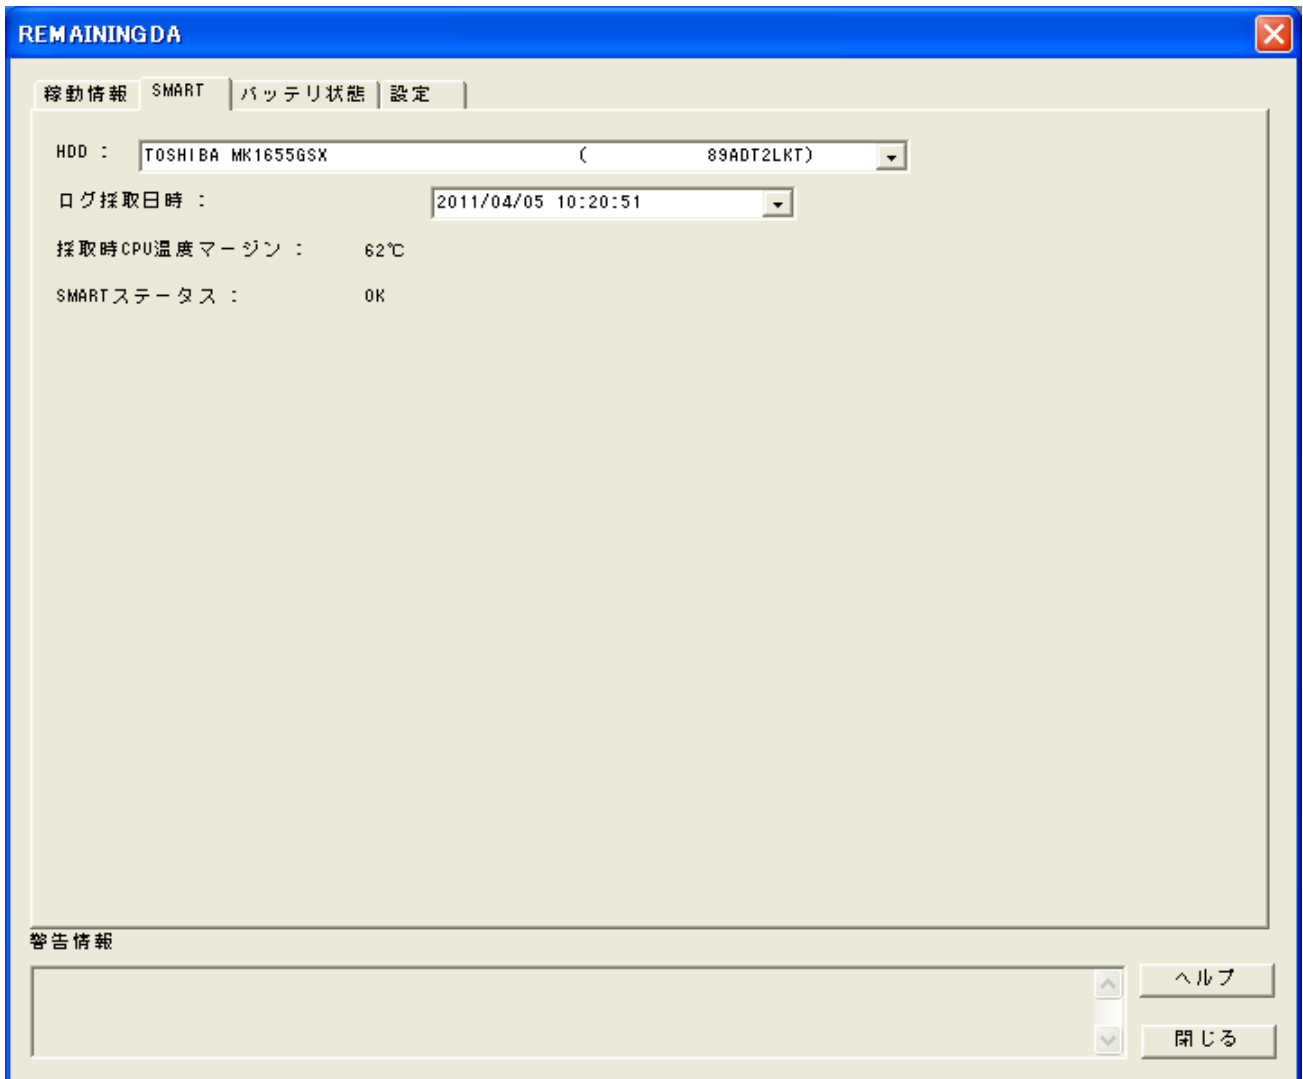 REMAININGDA
稼動情報 SMART バッテリ状態 設定
HDD : TOSHIBA MK1655GSX ( 89ADT2LKT)
ログ採取日時 : 2011/04/05 10:20:51
採取時CPU温度マージン : 62℃
SMARTステータス : OK
警告情報
ヘルプ
閉じる